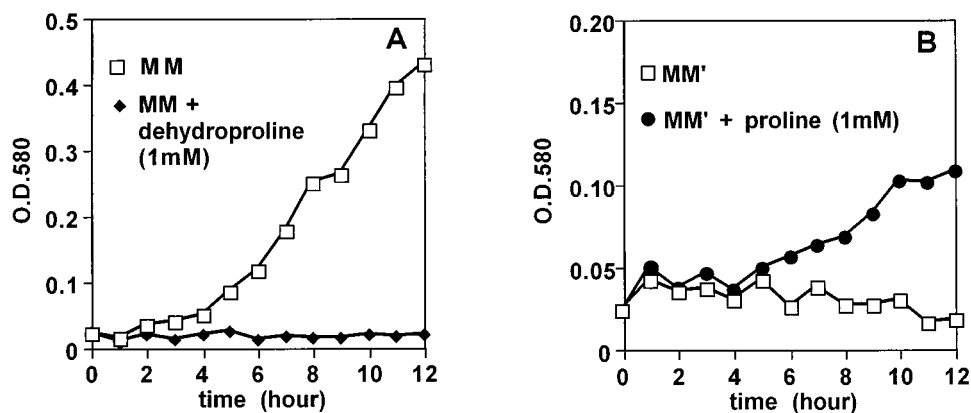 A
0.5
0.4
0.3
0.2
0.1
0
O.D.580
MM
MM +
dehydroproline
(1mM)
0 2 4 6 8 10 12
time (hour)
B
0.20
0.15
0.10
0.05
0.00
O.D.580
MM'
MM' + proline (1mM)
0 2 4 6 8 10 12
time (hour)